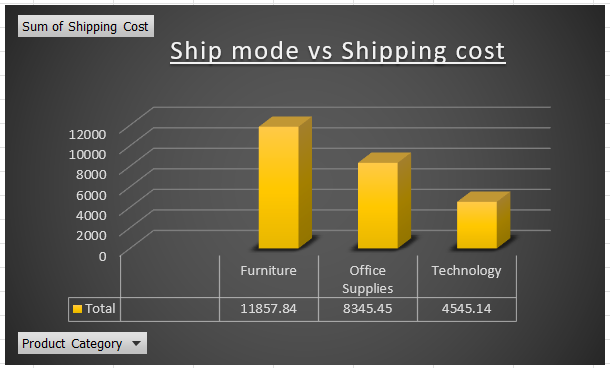 Sum of Shipping Cost
Ship mode vs Shipping cost
12000
10000
8000
6000
4000
2000
0
Furniture
Office
Supplies
Technology
Total
11857.84
8345.45
4545.14
Product Category